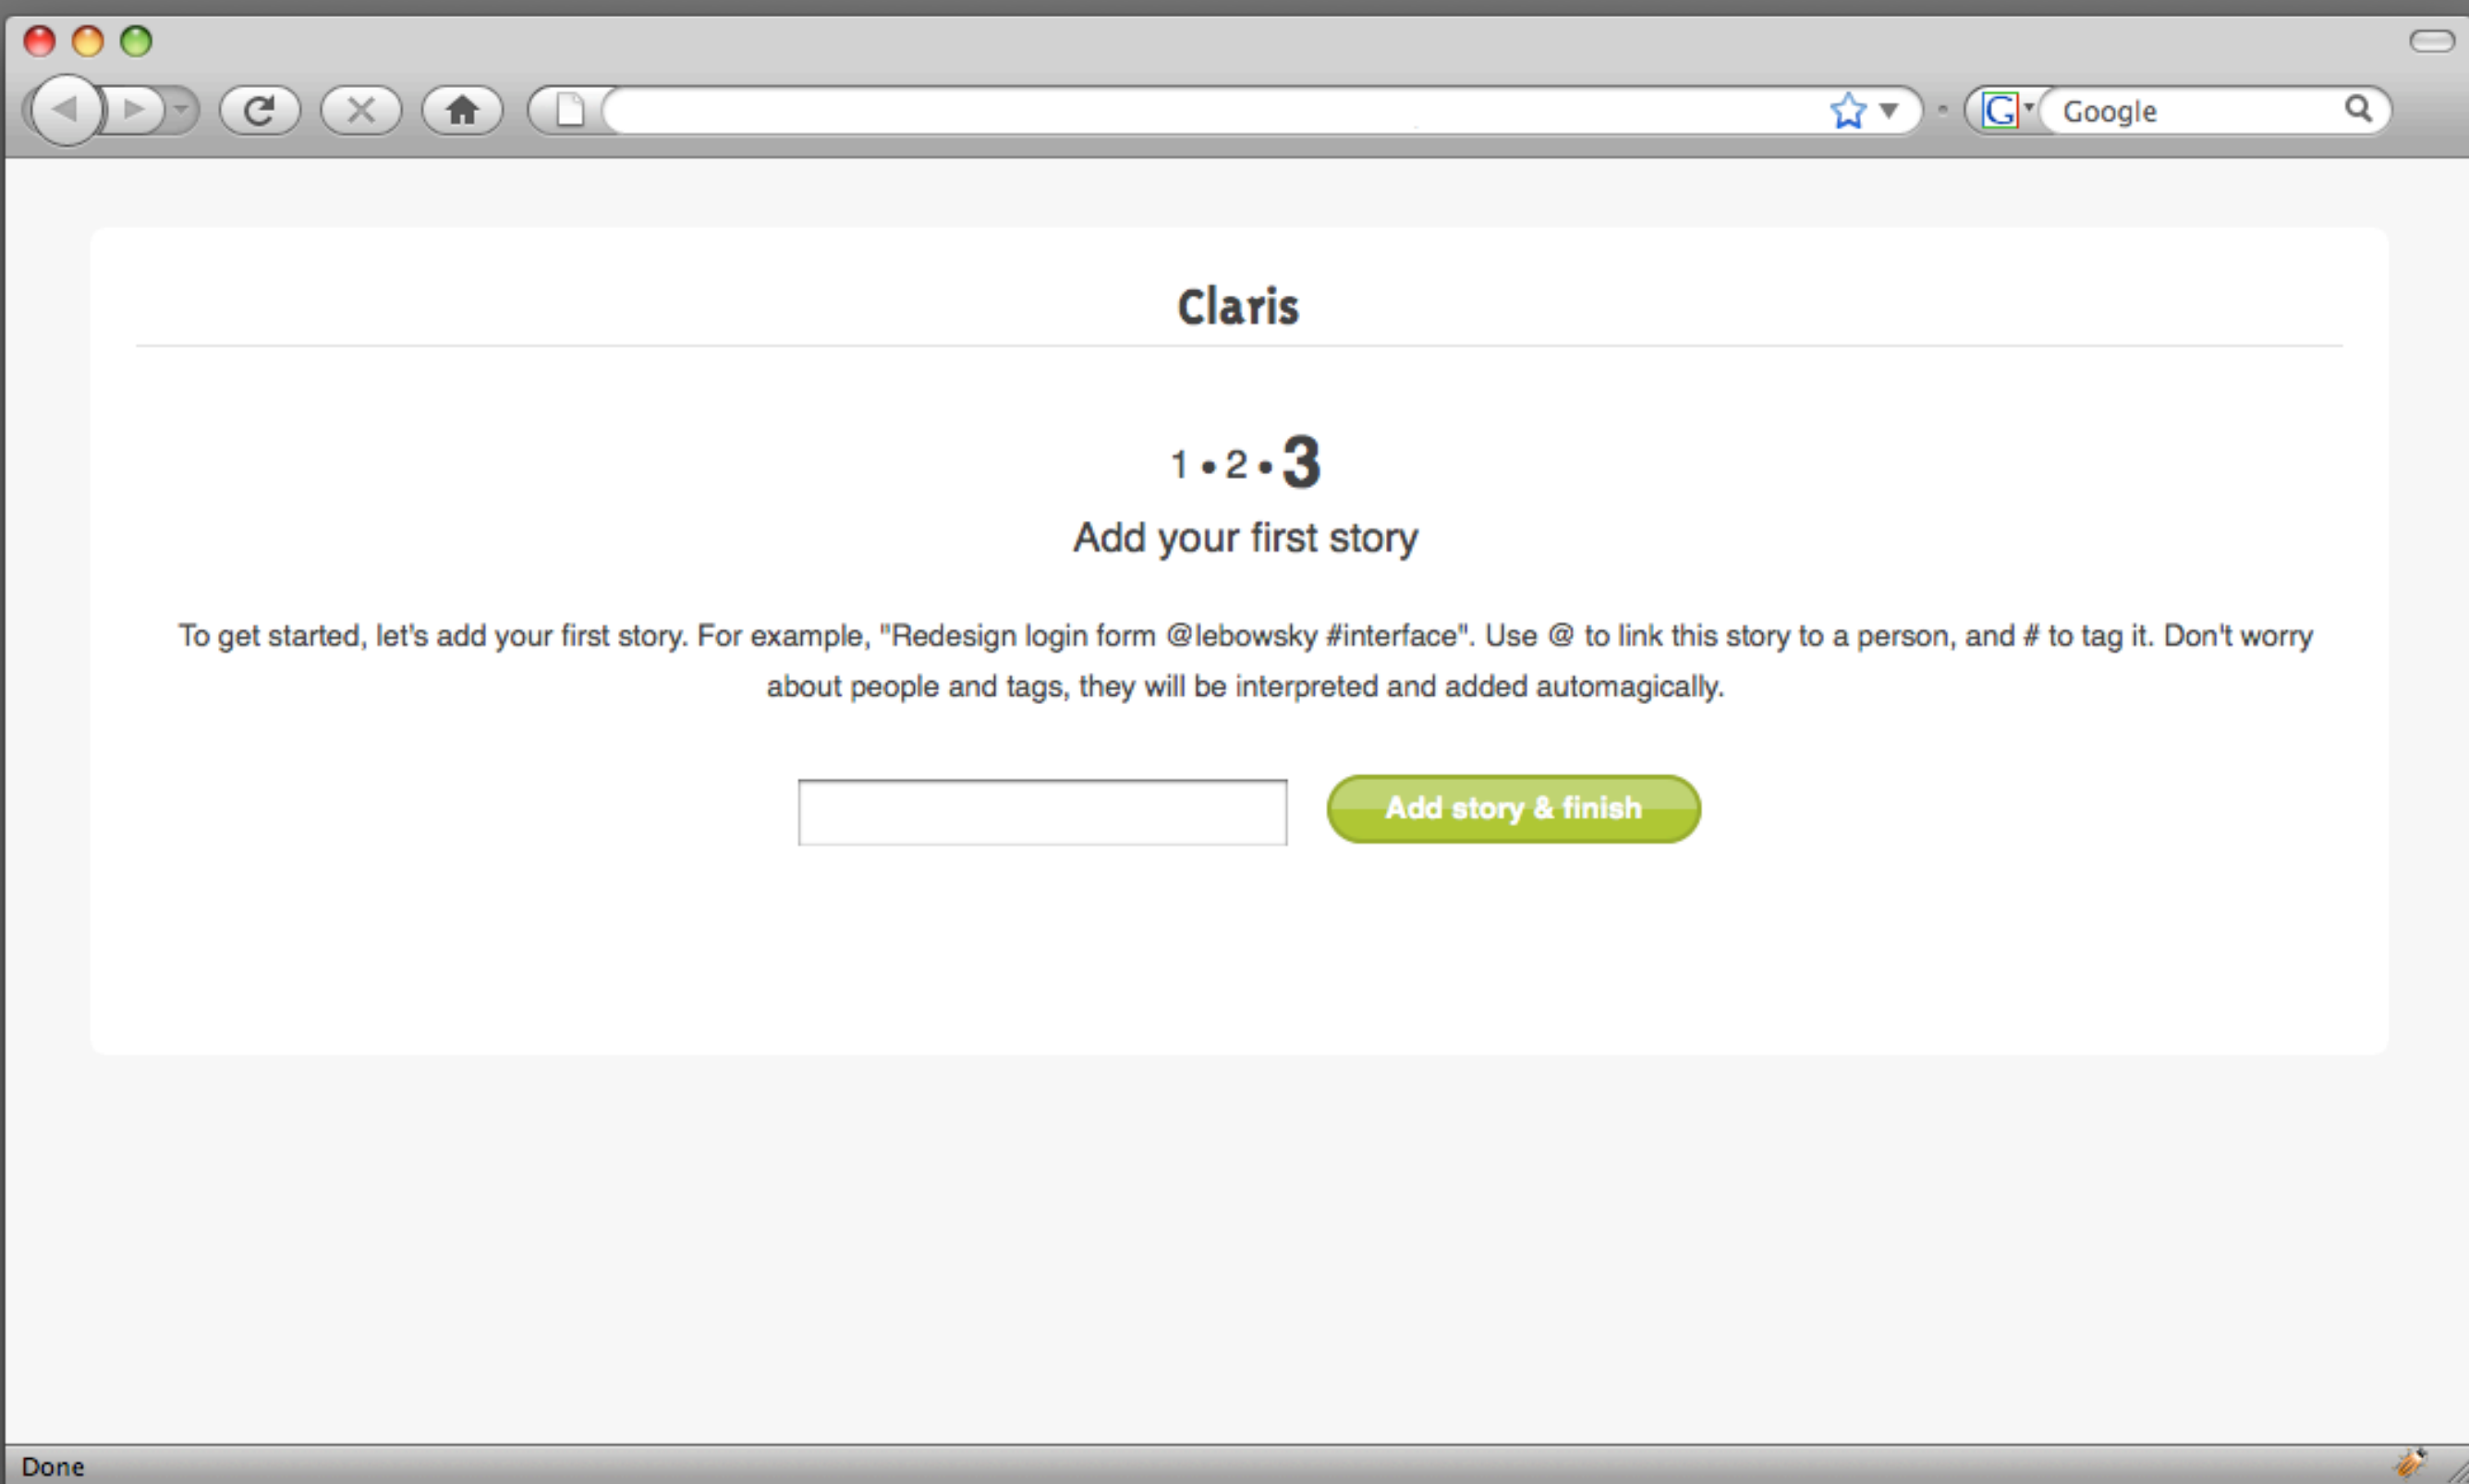 Google
Claris
1 • 2 • 3
Add your first story
To get started, let's add your first story. For example, "Redesign login form @lebowsky #interface". Use @ to link this story to a person, and # to tag it. Don't worry
about people and tags, they will be interpreted and added automagically.
Add story & finish
Done